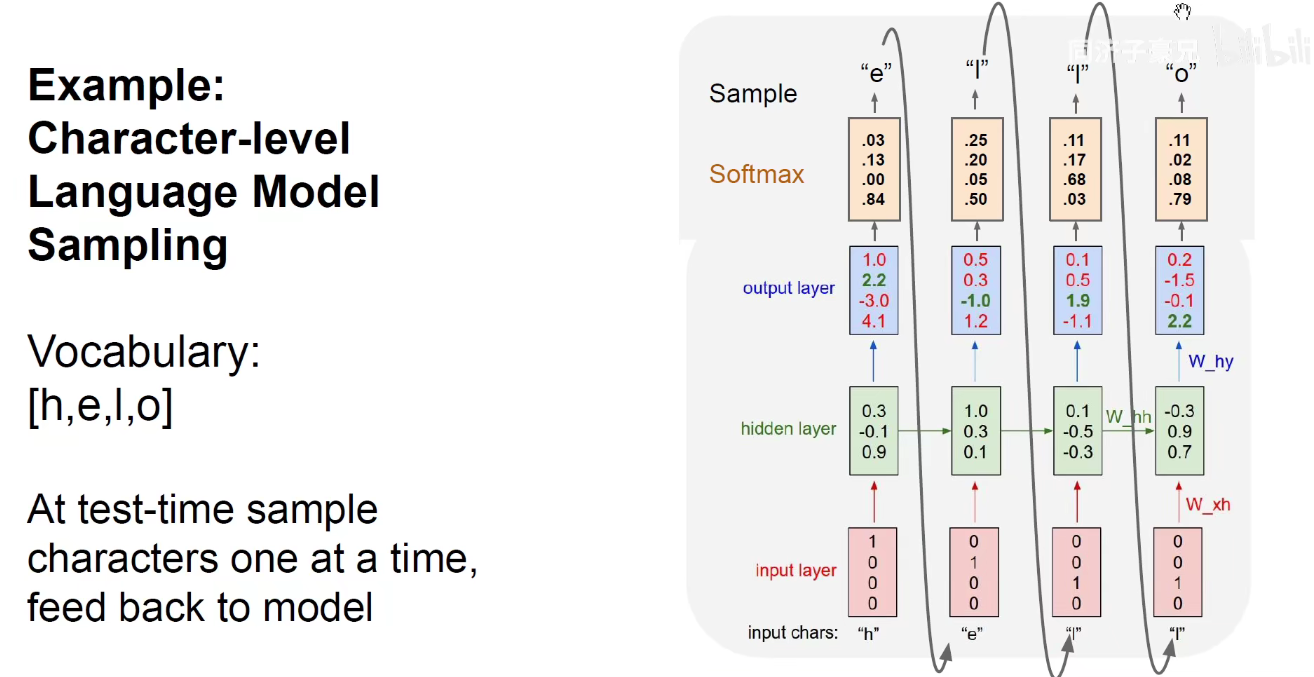 Example:
Character-level
Language Model
Sampling
Vocabulary:
[h,e,l,o]
At test-time sample
characters one at a time,
feed back to model
同济子豪兄 bilibili
Sample “e” “l” “l” “o”
Softmax
.03 .25 .11 .11
.13 .20 .17 .02
.00 .05 .68 .08
.84 .50 .03 .79
output layer
1.0 0.5 0.1 0.2
2.2 0.3 0.5 -1.5
-3.0 -1.0 1.9 -0.1
4.1 1.2 -1.1 2.2
W_hy
hidden layer
0.3 1.0 0.1 -0.3
-0.1 0.3 -0.5 0.9
0.9 0.1 -0.3 0.7
W_hh
W_xh
input layer
1 0 0 0
0 1 0 0
0 0 1 1
0 0 0 0
input chars: “h” “e” “l” “l”